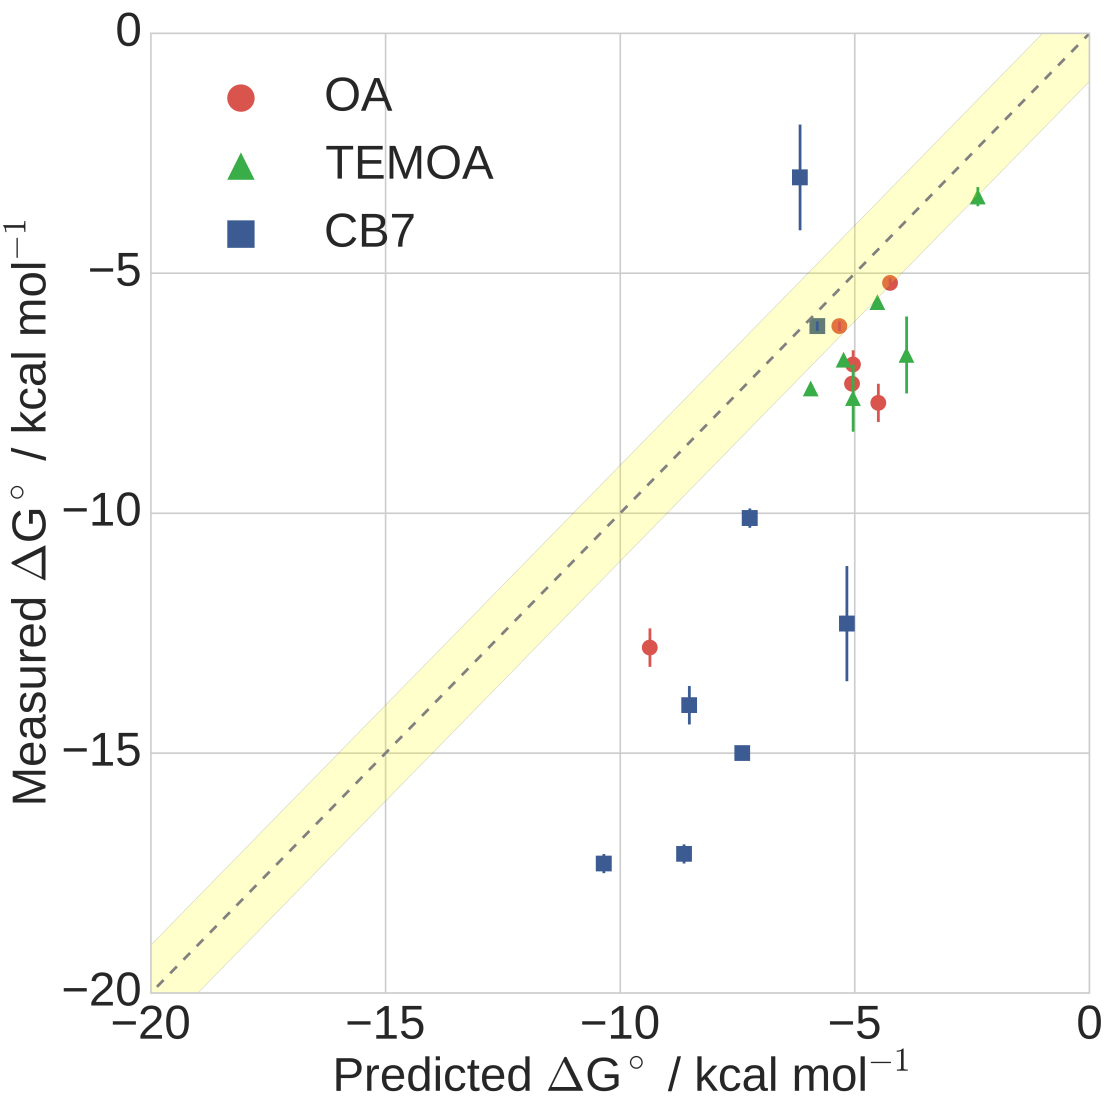 0
OA
TEMOA
CB7
−5
−10
−15
−20
Measured ΔG° / kcal mol⁻¹
−20 −15 −10 −5 0
Predicted ΔG° / kcal mol⁻¹